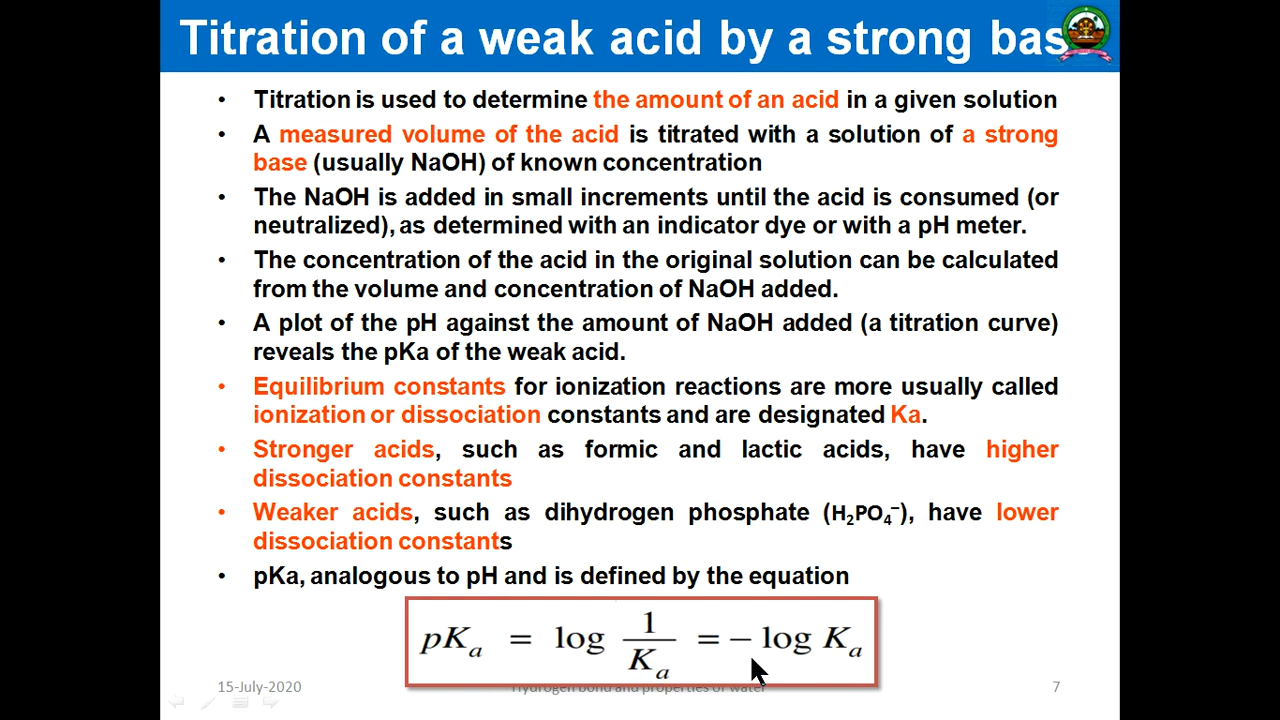 Titration of a weak acid by a strong bas
• Titration is used to determine the amount of an acid in a given solution
• A measured volume of the acid is titrated with a solution of a strong
base (usually NaOH) of known concentration
• The NaOH is added in small increments until the acid is consumed (or
neutralized), as determined with an indicator dye or with a pH meter.
• The concentration of the acid in the original solution can be calculated
from the volume and concentration of NaOH added.
• A plot of the pH against the amount of NaOH added (a titration curve)
reveals the pKa of the weak acid.
• Equilibrium constants for ionization reactions are more usually called
ionization or dissociation constants and are designated Ka.
• Stronger acids, such as formic and lactic acids, have higher
dissociation constants
• Weaker acids, such as dihydrogen phosphate (H₂PO₄⁻), have lower
dissociation constants
• pKa, analogous to pH and is defined by the equation
pKₐ = log 1/Kₐ = − log Kₐ
15-July-2020 Hydrogen bond and properties of water 7